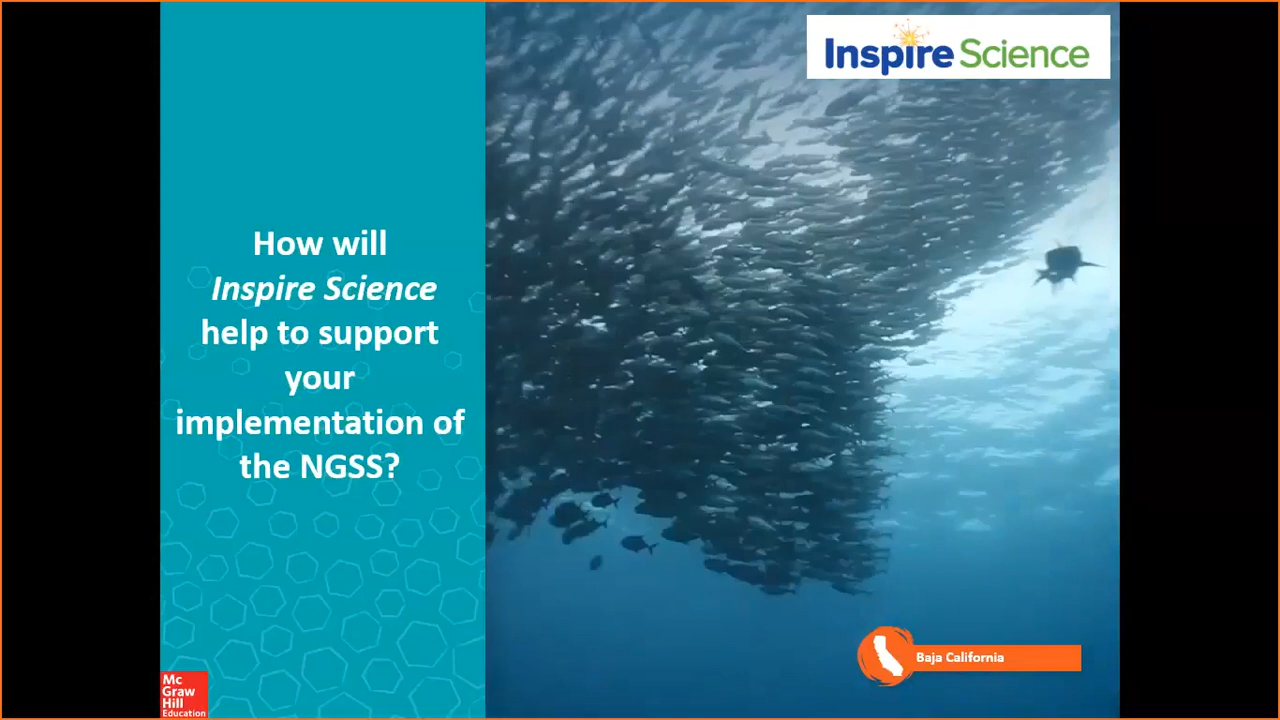 Inspire Science
How will
Inspire Science
help to support
your
implementation of
the NGSS?
Baja California
Mc
Graw
Hill
Education